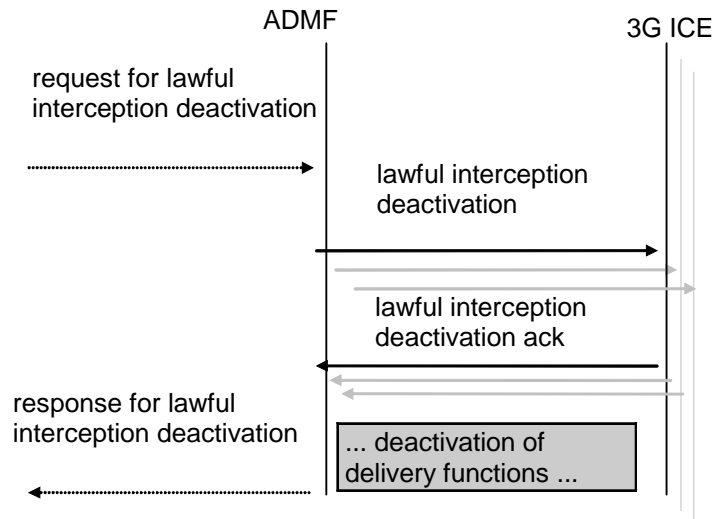 ADMF
3G ICE
request for lawful
interception deactivation
lawful interception
deactivation
lawful interception
deactivation ack
response for lawful
interception deactivation
... deactivation of
delivery functions ...